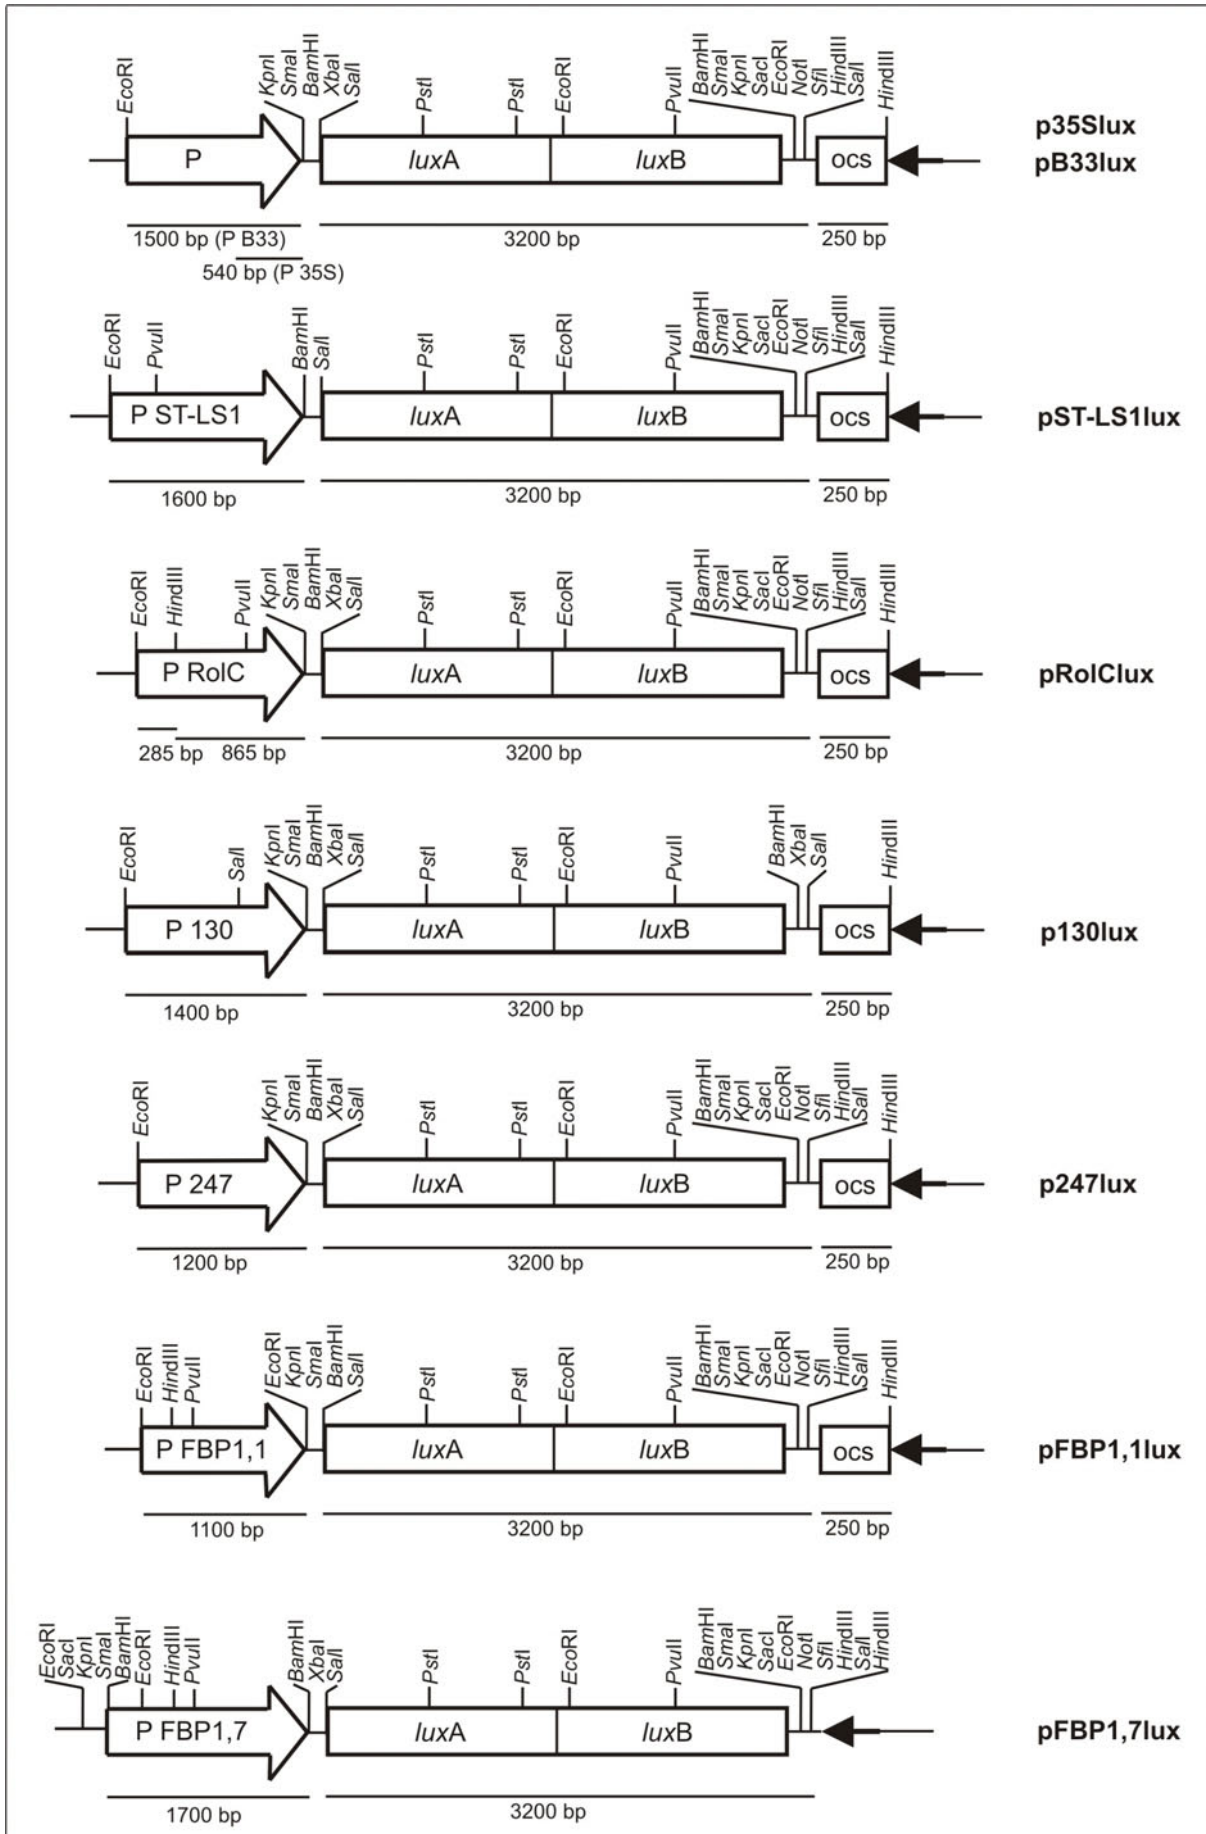 EcoRI
KpnI
SmaI
BamHI
XbaI
SalI
PstI
PstI
EcoRI
PvuII
BamHI
SmaI
KpnI
SacI
EcoRI
NotI
SfiI
HindIII
SalI
HindIII
P
luxA
luxB
ocs
p35Slux
pB33lux
1500 bp (P B33)
540 bp (P 35S)
3200 bp
250 bp
EcoRI
PvuII
BamHI
SalI
PstI
PstI
EcoRI
PvuII
BamHI
SmaI
KpnI
SacI
EcoRI
NotI
SfiI
HindIII
SalI
HindIII
P ST-LS1
luxA
luxB
ocs
pST-LS1lux
1600 bp
3200 bp
250 bp
EcoRI
HindIII
PvuII
KpnI
SmaI
BamHI
XbaI
SalI
PstI
PstI
EcoRI
PvuII
BamHI
SmaI
KpnI
SacI
EcoRI
NotI
SfiI
HindIII
SalI
HindIII
P RolC
luxA
luxB
ocs
pRolClux
285 bp
865 bp
3200 bp
250 bp
EcoRI
SalI
KpnI
SmaI
BamHI
XbaI
SalI
PstI
PstI
EcoRI
PvuII
BamHI
XbaI
SalI
HindIII
P 130
luxA
luxB
ocs
p130lux
1400 bp
3200 bp
250 bp
EcoRI
KpnI
SmaI
BamHI
XbaI
SalI
PstI
PstI
EcoRI
PvuII
BamHI
SmaI
KpnI
SacI
EcoRI
NotI
SfiI
HindIII
SalI
HindIII
P 247
luxA
luxB
ocs
p247lux
1200 bp
3200 bp
250 bp
EcoRI
HindIII
PvuII
EcoRI
KpnI
SmaI
BamHI
SalI
PstI
PstI
EcoRI
PvuII
BamHI
SmaI
KpnI
SacI
EcoRI
NotI
SfiI
HindIII
SalI
HindIII
P FBP1,1
luxA
luxB
ocs
pFBP1,1lux
1100 bp
3200 bp
250 bp
EcoRI
SacI
KpnI
SmaI
BamHI
EcoRI
HindIII
PvuII
BamHI
XbaI
SalI
PstI
PstI
EcoRI
PvuII
BamHI
SmaI
KpnI
SacI
EcoRI
NotI
SfiI
HindIII
SalI
HindIII
P FBP1,7
luxA
luxB
pFBP1,7lux
1700 bp
3200 bp